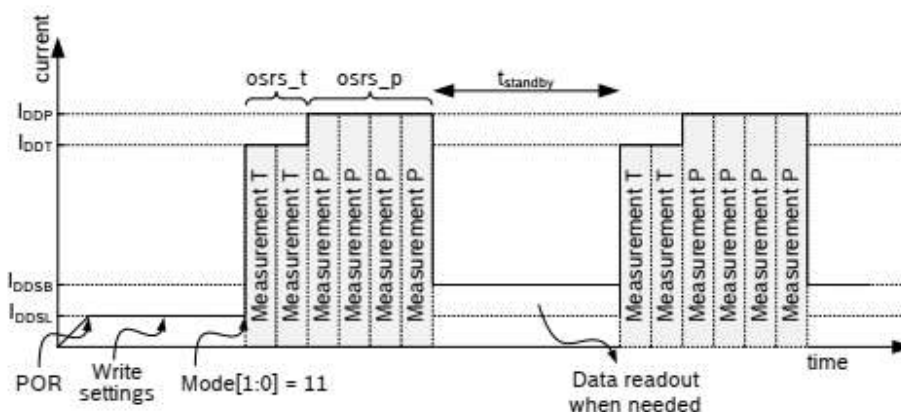 current
osrs_t
osrs_p
tstandby
IDDP
IDDT
IDDSB
IDDSL
Measurement T
Measurement T
Measurement P
Measurement P
Measurement P
Measurement P
Measurement T
Measurement T
Measurement P
Measurement P
Measurement P
Measurement P
time
POR
Write
settings
Mode[1:0] = 11
Data readout
when needed